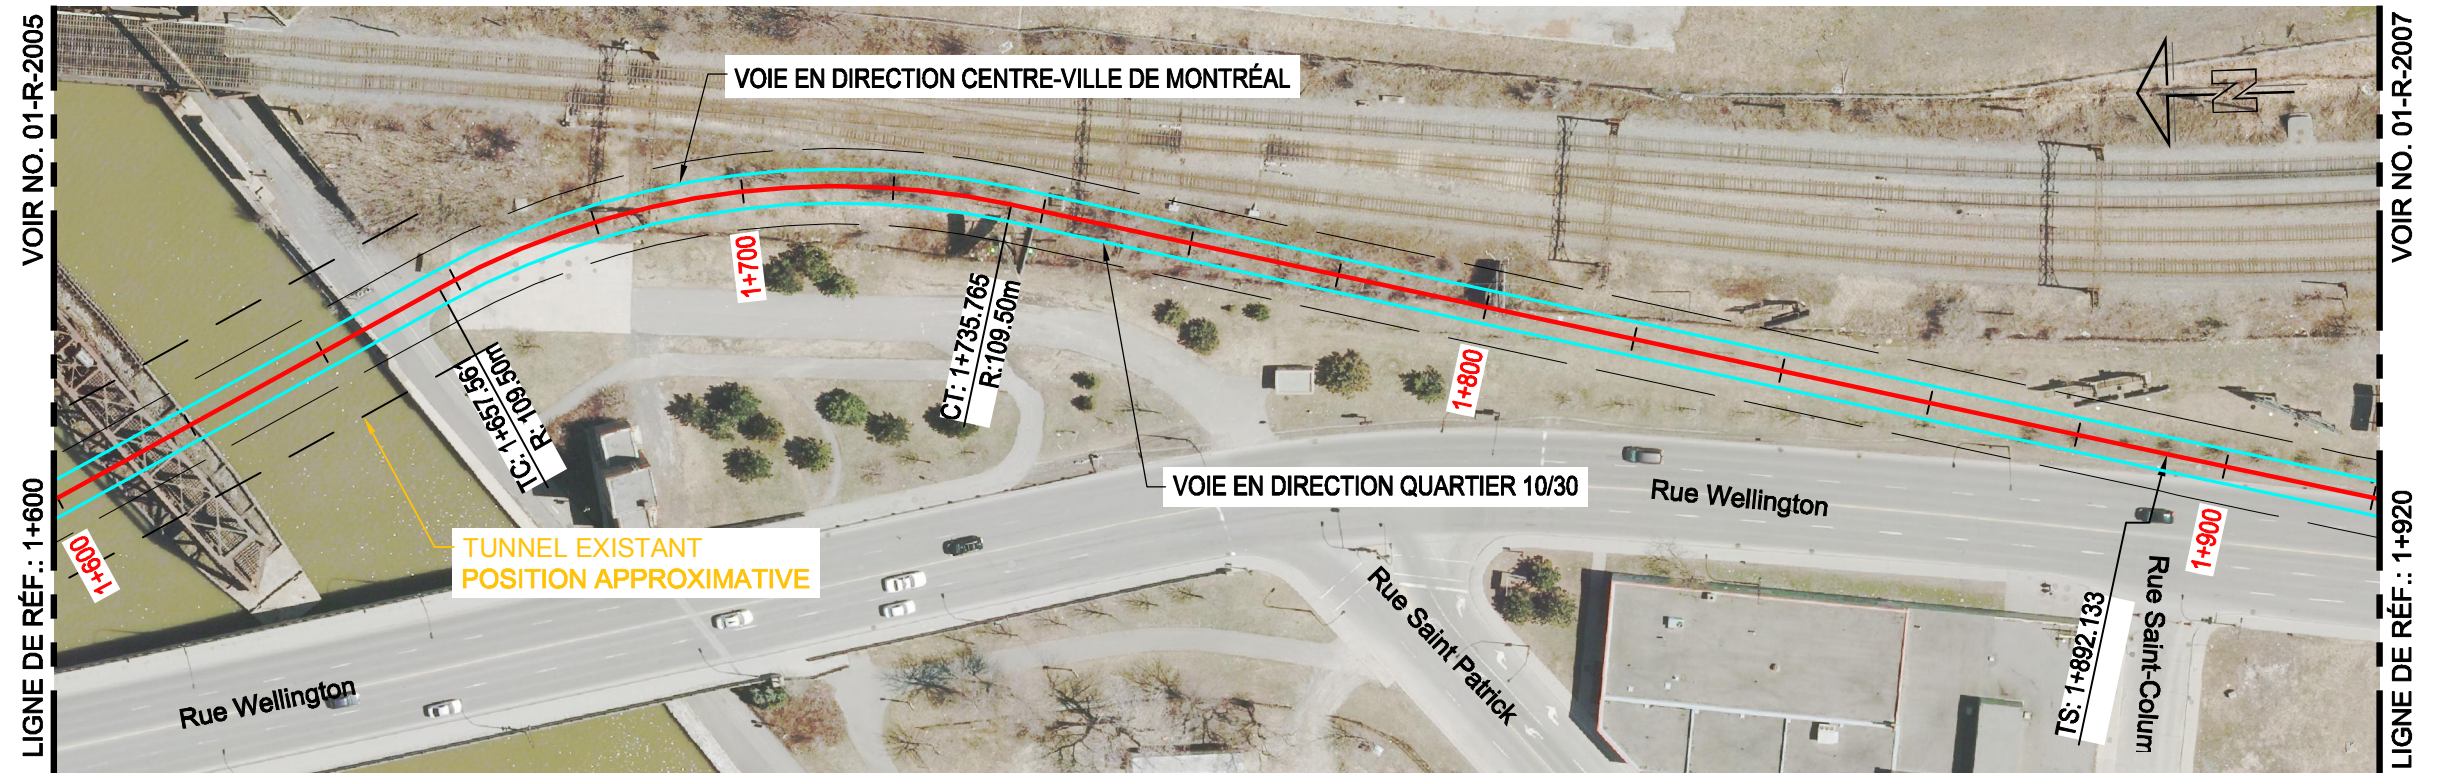 VOIR NO. 01-R-2005
LIGNE DE RÉF.: 1+600
VOIE EN DIRECTION CENTRE-VILLE DE MONTRÉAL
N
VOIR NO. 01-R-2007
LIGNE DE RÉF.: 1+920
1+600
1+700
1+800
1+900
TC: 1+657.561
R: 109.50m
CT: 1+735.765
R:109.50m
VOIE EN DIRECTION QUARTIER 10/30
TUNNEL EXISTANT
POSITION APPROXIMATIVE
Rue Wellington
Rue Wellington
Rue Saint Patrick
TS: 1+892.133
Rue Saint-Colum